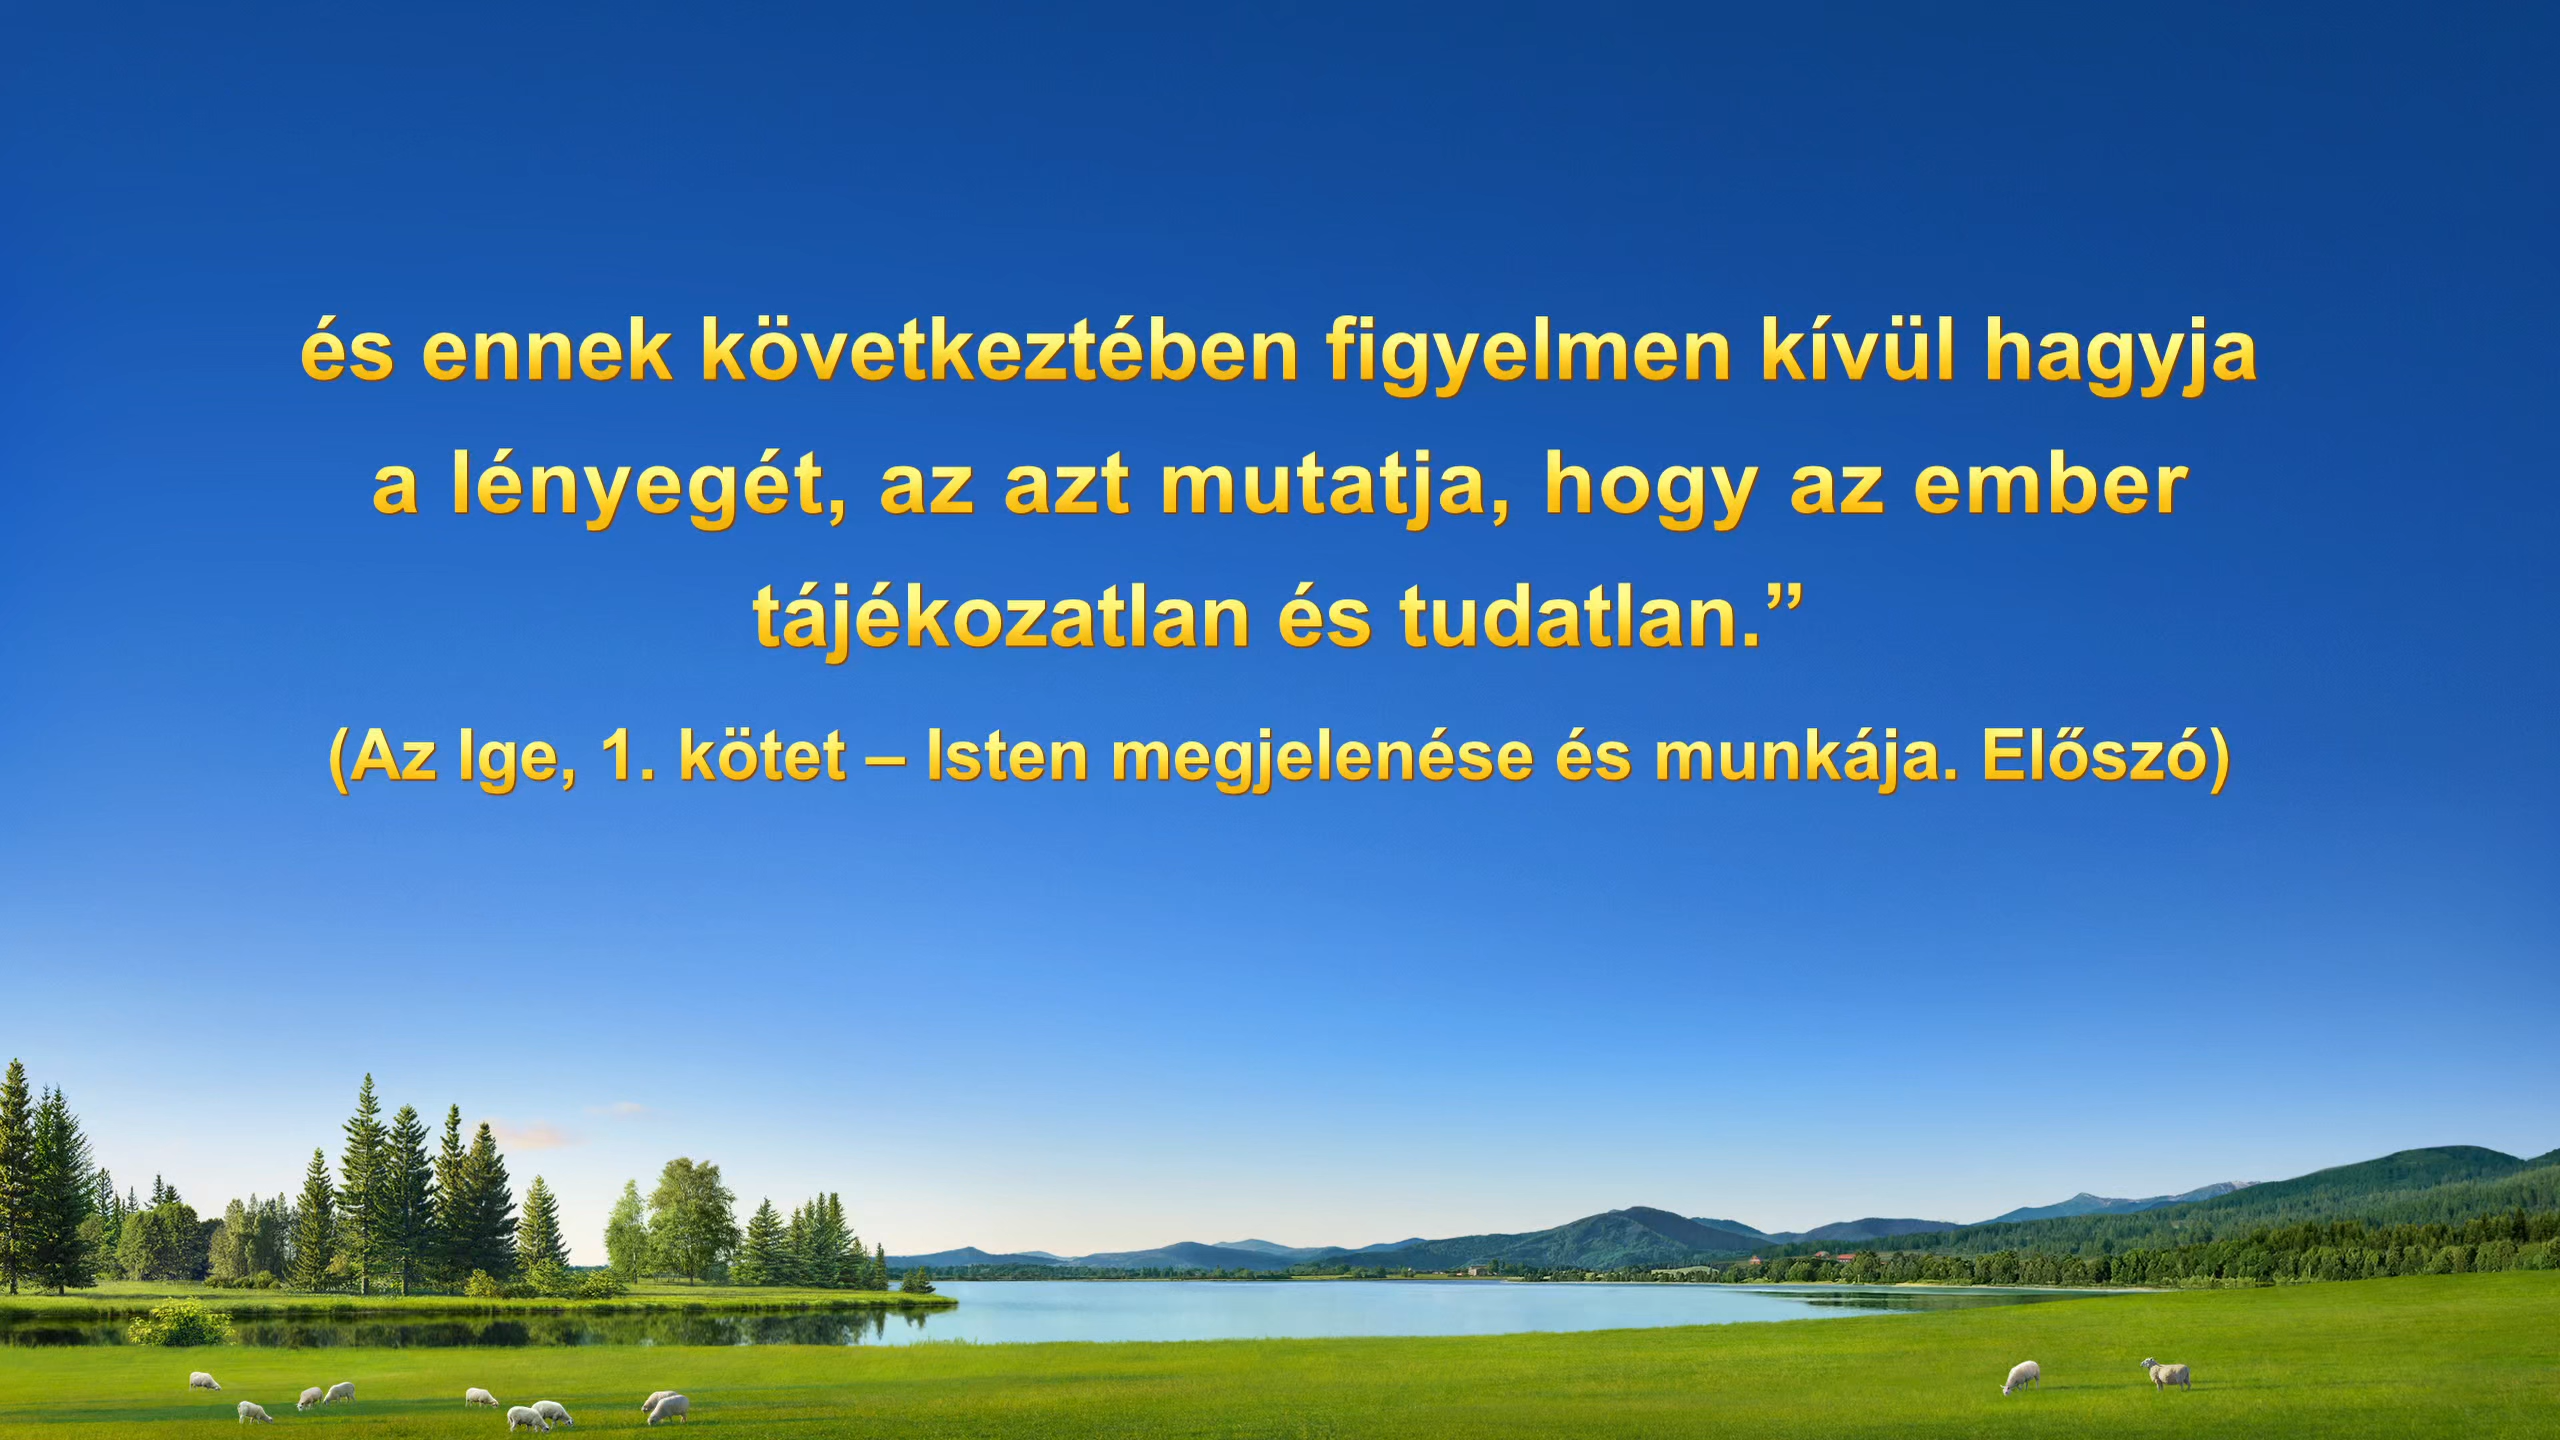 és ennek következtében figyelmen kívül hagyja
a lényegét, az azt mutatja, hogy az ember
tájékozatlan és tudatlan.”
(Az Ige, 1. kötet – Isten megjelenése és munkája. Előszó)